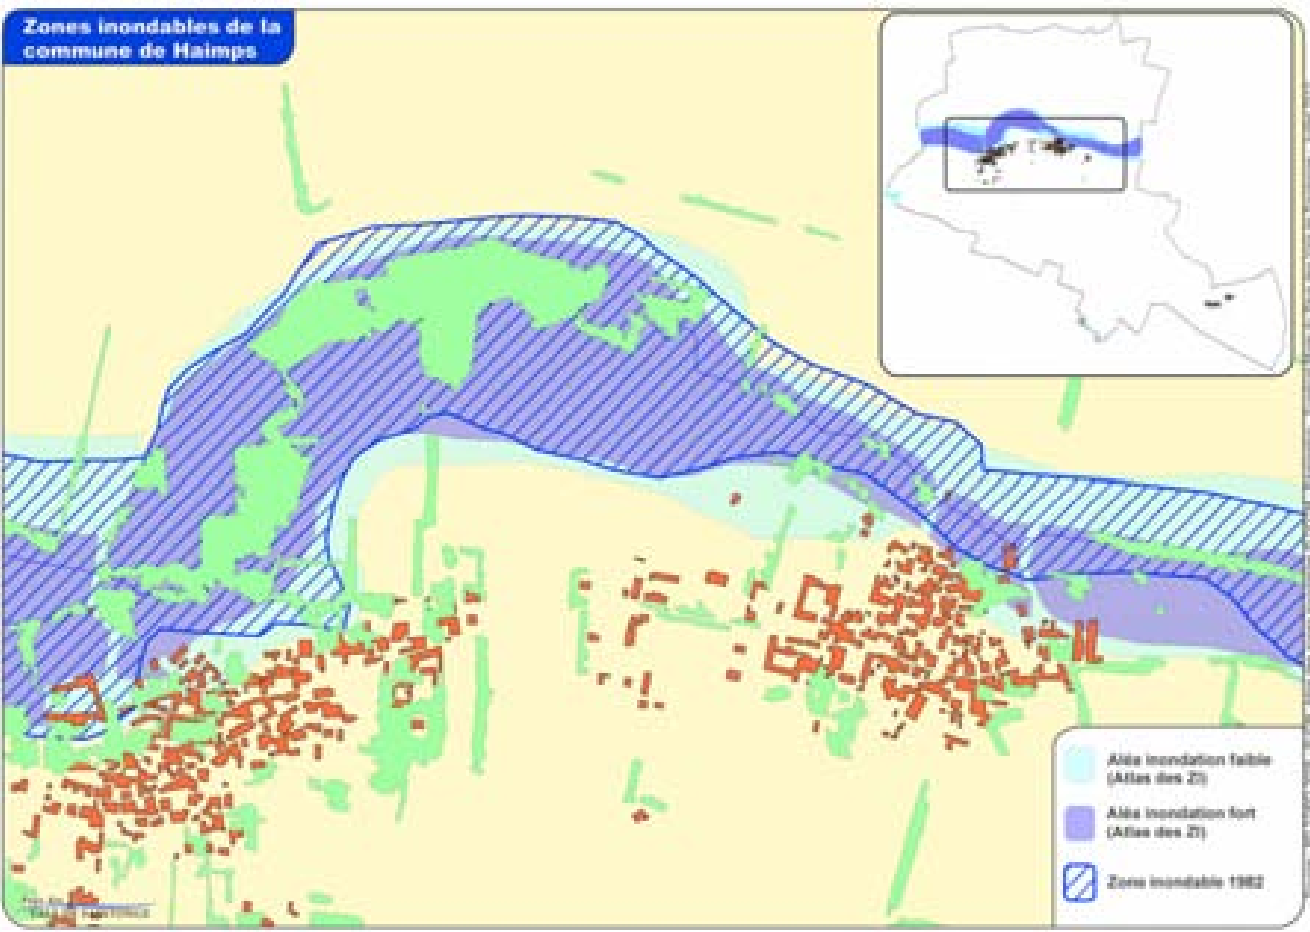 Zones inondables de la
commune de Haimps
Aléa inondation faible
(Atlas des ZI)
Aléa inondation fort
(Atlas des ZI)
Zone inondable 1982